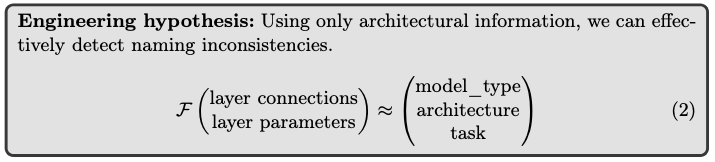 Engineering hypothesis: Using only architectural information, we can effec-
tively detect naming inconsistencies.
F (layer connections layer parameters) ≈ (model_type architecture task) (2)